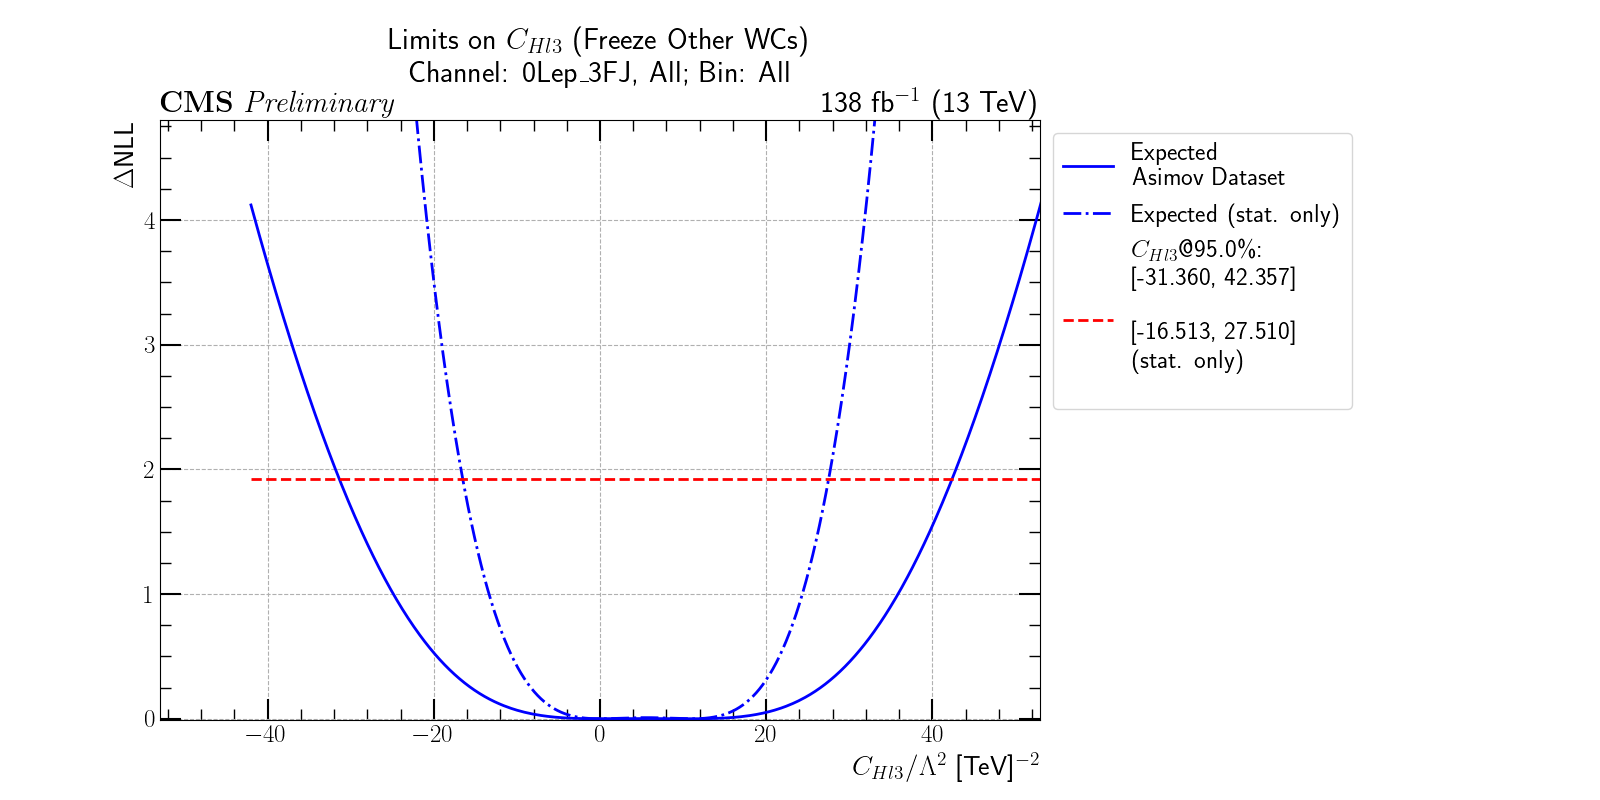 Limits on C_{Hl3} (Freeze Other WCs)
Channel: 0Lep_3FJ, All; Bin: All
CMS Preliminary
138 fb^{-1} (13 TeV)
ΔNLL
4
3
2
1
0
−40
−20
0
20
40
C_{Hl3}/Λ^2 [TeV]^{-2}
Expected
Asimov Dataset
Expected (stat. only)
C_{Hl3}@95.0%:
[-31.360, 42.357]
[-16.513, 27.510]
(stat. only)